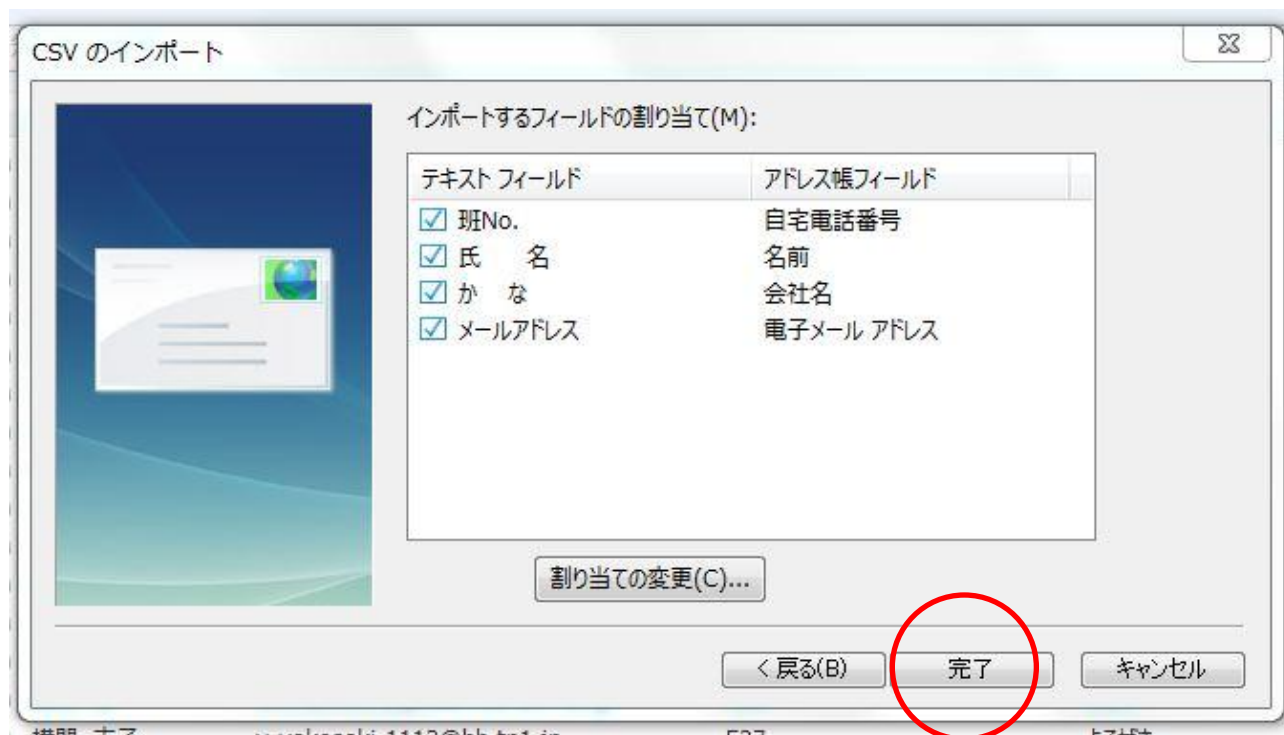 CSV のインポート
インポートするフィールドの割り当て(M):
テキスト フィールド アドレス帳フィールド
班No. 自宅電話番号
氏　名 名前
か　な 会社名
メールアドレス 電子メール アドレス
割り当ての変更(C)...
< 戻る(B) 完了 キャンセル